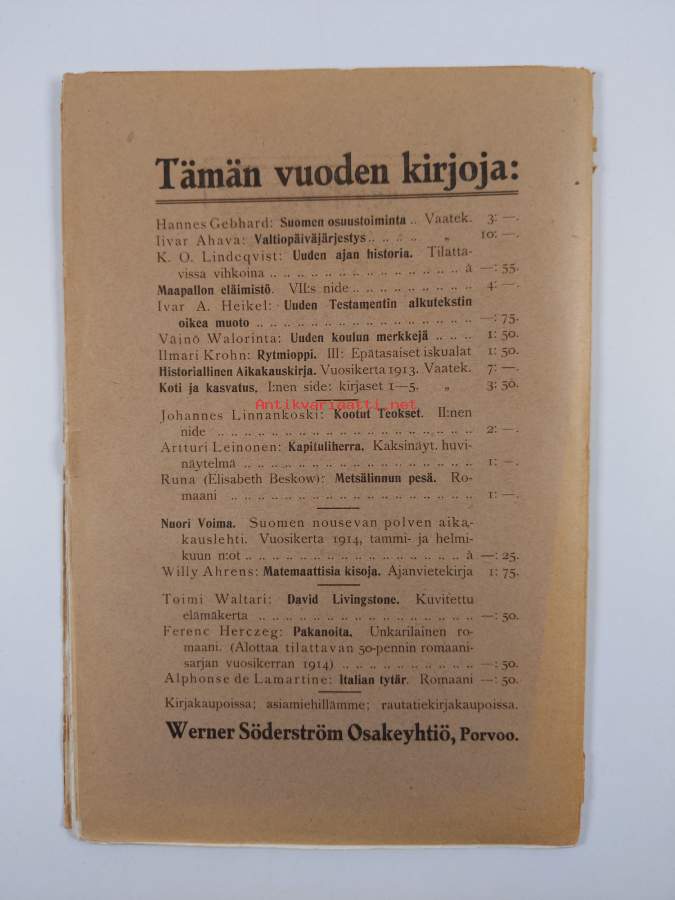 Tämän vuoden kirjoja:
Hannes Gebhard: Suomen osuustoiminta .. Vaatek. 3: —.
Iivar Ahava: Valtiopäiväjärjestys .. .. .. „ 10: —.
K. O. Lindeqvist: Uuden ajan historia. Tilatta-
vissa vihkoina .. .. .. .. .. .. .. .. .. .. à —: 55.
Maapallon eläimistö. VII:s nide .. .. .. .. .. .. 4: —.
Ivar A. Heikel: Uuden Testamentin alkutekstin
oikea muoto .. .. .. .. .. .. .. .. .. .. .. —: 75.
Väinö Walorinta: Uuden koulun merkkejä .. .. .. 1: 50.
Ilmari Krohn: Rytmioppi. III: Epätasaiset iskualat 1: 50.
Historiallinen Aikakauskirja. Vuosikerta 1913. Vaatek. 7: —.
Koti ja kasvatus. I:nen side: kirjaset 1—5. „ 3: 50.
Antikvariaatti.net
Johannes Linnankoski: Kootut Teokset. II:nen
nide .. .. .. .. .. .. .. .. .. .. .. .. .. 2: —.
Artturi Leinonen: Kapituliherra. Kaksinäyt. huvi-
näytelmä .. .. .. .. .. .. .. .. .. .. .. .. 1: —.
Runa (Elisabeth Beskow): Metsälinnun pesä. Ro-
maani .. .. .. .. .. .. .. .. .. .. .. .. 1: —.
Nuori Voima. Suomen nousevan polven aika-
kauslehti. Vuosikerta 1914, tammi- ja helmi-
kuun n:ot .. .. .. .. .. .. .. .. .. .. .. à —: 25.
Willy Ahrens: Matemaattisia kisoja. Ajanvietekirja 1: 75.
Toimi Waltari: David Livingstone. Kuvitettu
elämäkerta .. .. .. .. .. .. .. .. .. .. .. —: 50.
Ferenc Herczeg: Pakanoita. Unkarilainen ro-
maani. (Alottaa tilattavan 50-pennin romaani-
sarjan vuosikerran 1914) .. .. .. .. .. .. .. —: 50.
Alphonse de Lamartine: Italian tytär. Romaani —: 50.
Kirjakaupoissa; asiamiehillämme; rautatiekirjakaupoissa.
Werner Söderström Osakeyhtiö, Porvoo.